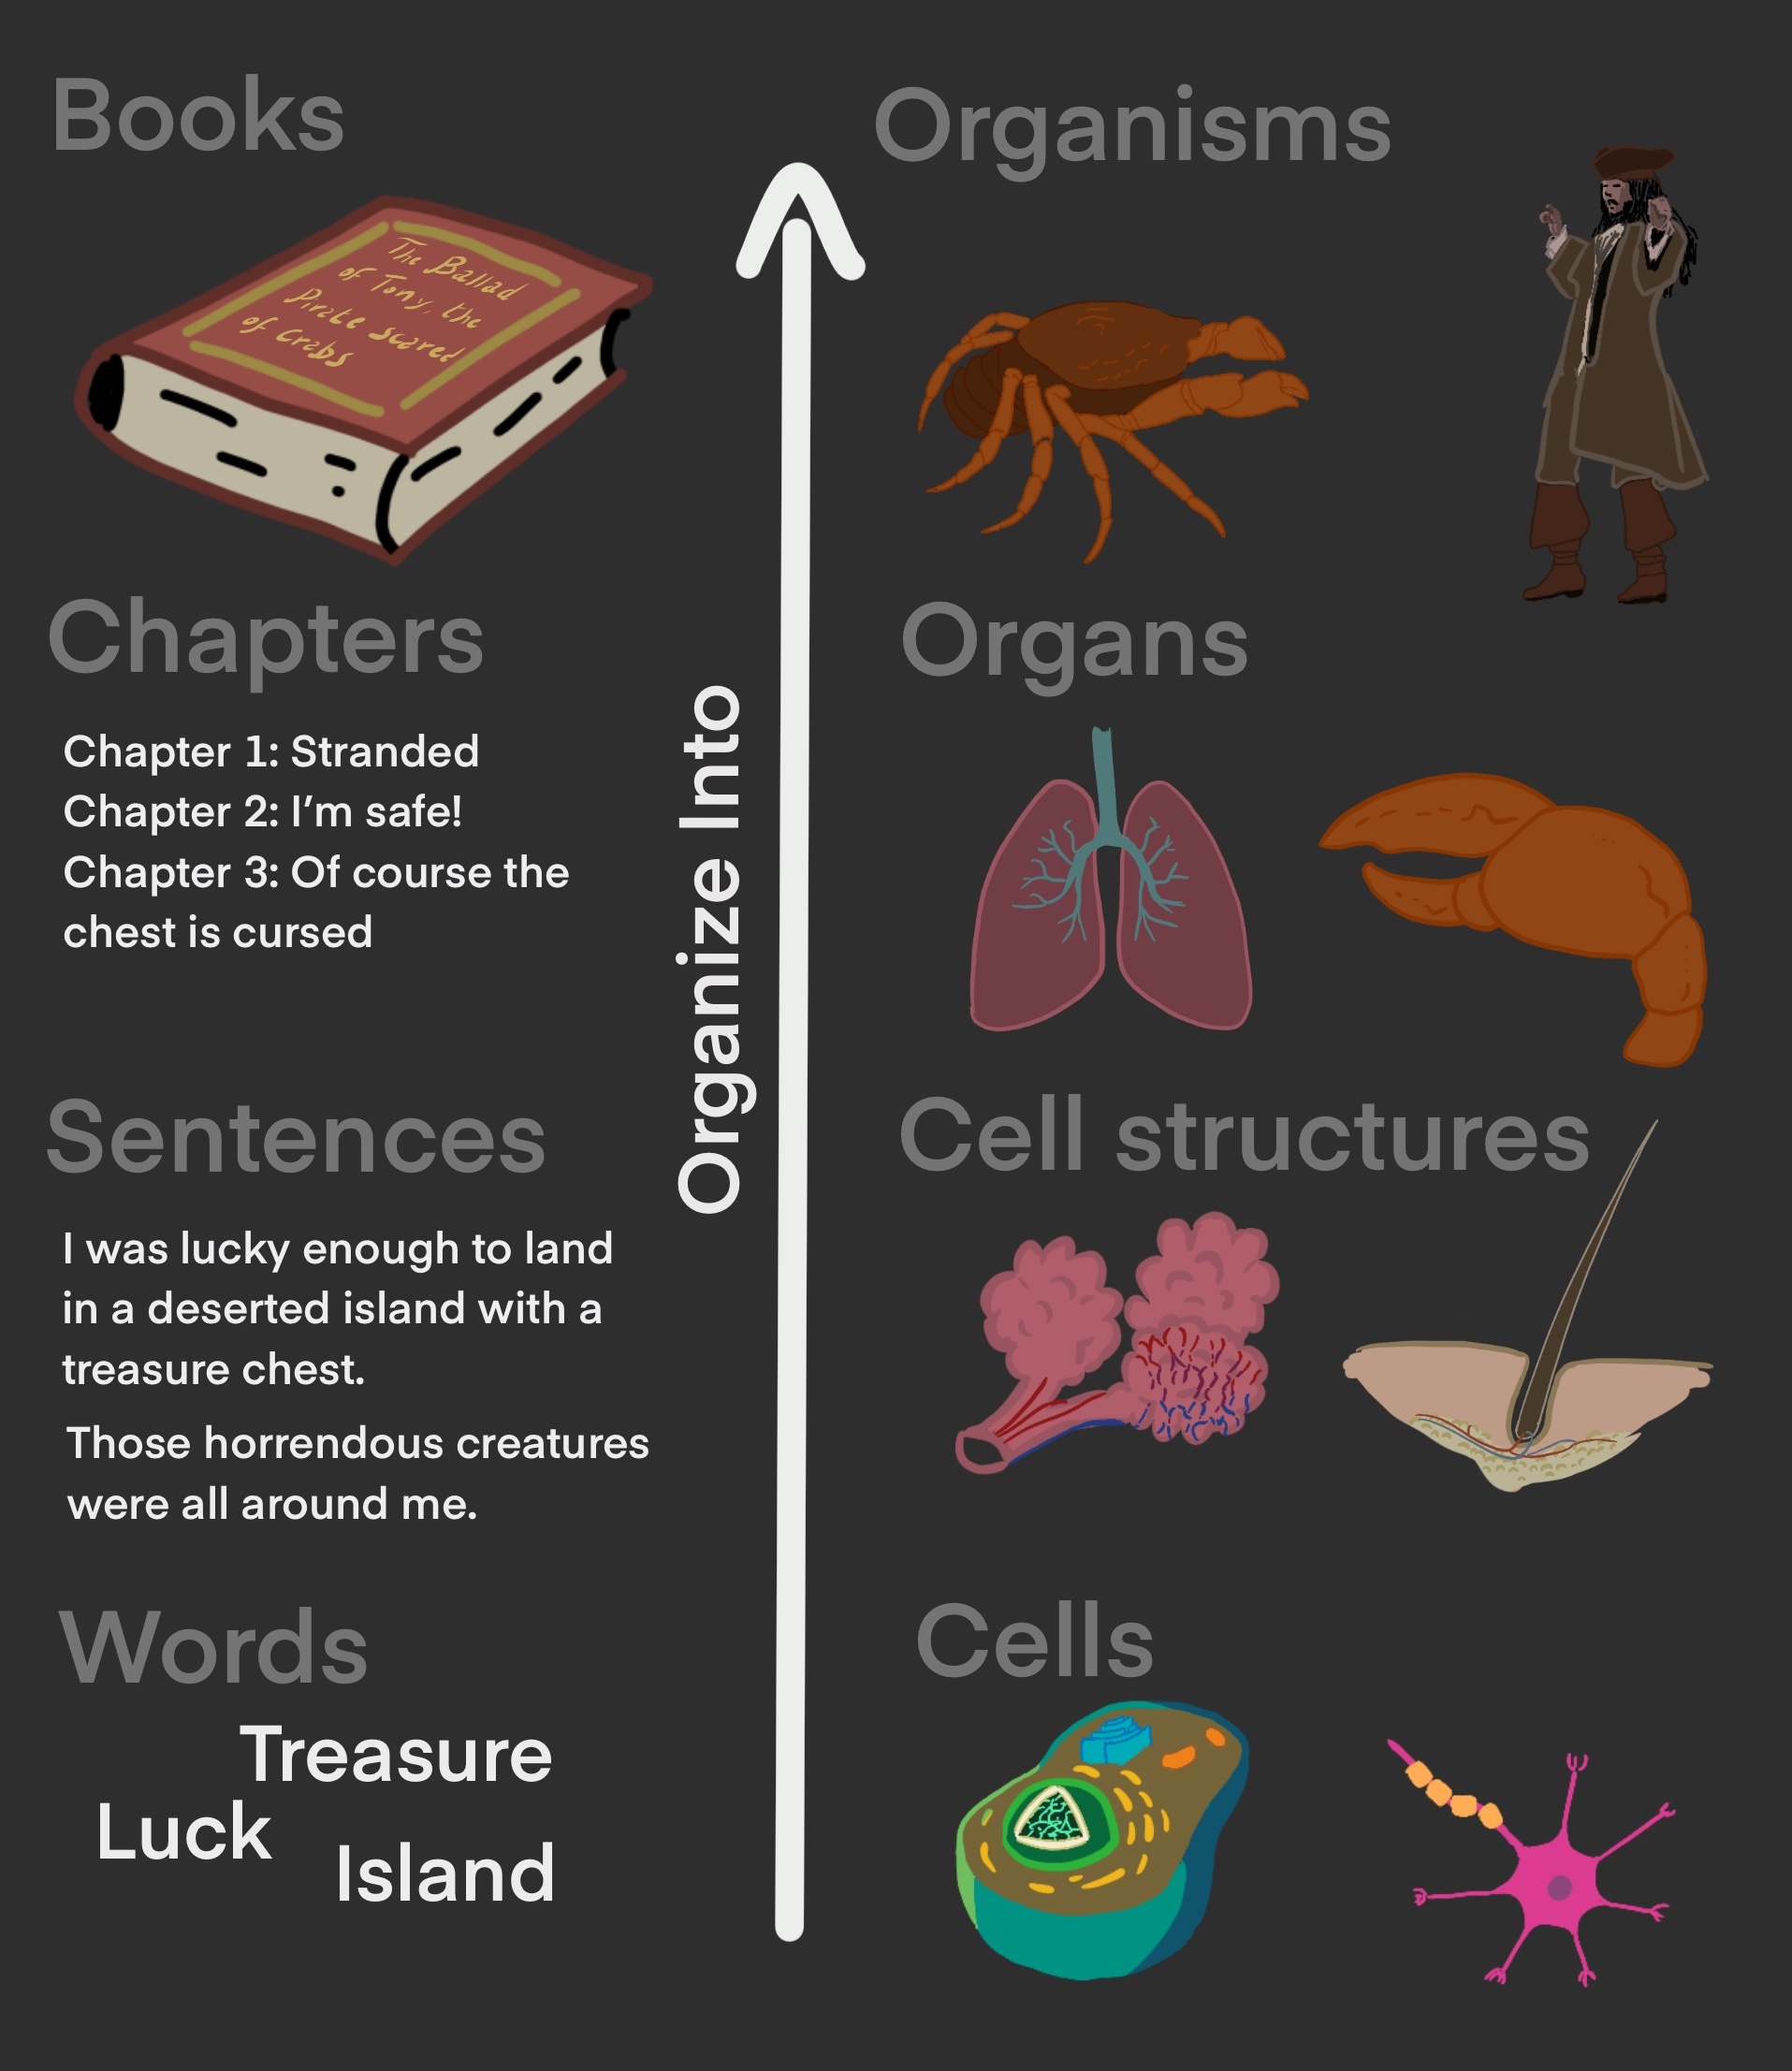 Books
The Ballad
of Tony, the
Pirate Scared
of Crabs
Chapters
Chapter 1: Stranded
Chapter 2: I’m safe!
Chapter 3: Of course the
chest is cursed
Sentences
I was lucky enough to land
in a deserted island with a
treasure chest.
Those horrendous creatures
were all around me.
Words
Treasure
Luck
Island
Organize Into
Organisms
Organs
Cell structures
Cells